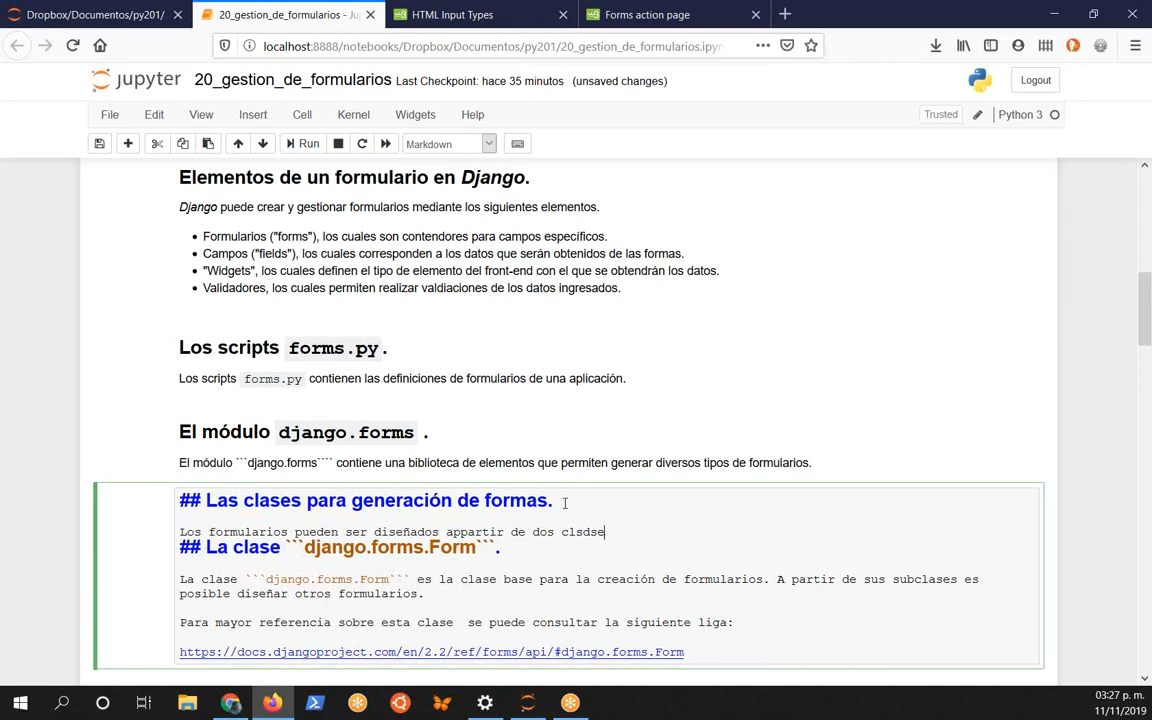 Dropbox/Documentos/py201/
20_gestion_de_formularios - Ju
HTML Input Types
Forms action page
localhost:8888/notebooks/Dropbox/Documentos/py201/20_gestion_de_formularios.ipyn
jupyter 20_gestion_de_formularios Last Checkpoint: hace 35 minutos (unsaved changes)
Logout
File Edit View Insert Cell Kernel Widgets Help
Trusted Python 3
Run Markdown
Elementos de un formulario en Django.
Django puede crear y gestionar formularios mediante los siguientes elementos.
• Formularios ("forms"), los cuales son contendores para campos específicos.
• Campos ("fields"), los cuales corresponden a los datos que serán obtenidos de las formas.
• "Widgets", los cuales definen el tipo de elemento del front-end con el que se obtendrán los datos.
• Validadores, los cuales permiten realizar valdiaciones de los datos ingresados.
Los scripts forms.py.
Los scripts forms.py contienen las definiciones de formularios de una aplicación.
El módulo django.forms .
El módulo ```django.forms```` contiene una biblioteca de elementos que permiten generar diversos tipos de formularios.
## Las clases para generación de formas.
Los formularios pueden ser diseñados appartir de dos clsdse
## La clase ```django.forms.Form```.
La clase ```django.forms.Form``` es la clase base para la creación de formularios. A partir de sus subclases es
posible diseñar otros formularios.
Para mayor referencia sobre esta clase  se puede consultar la siguiente liga:
https://docs.djangoproject.com/en/2.2/ref/forms/api/#django.forms.Form
03:27 p. m.
11/11/2019